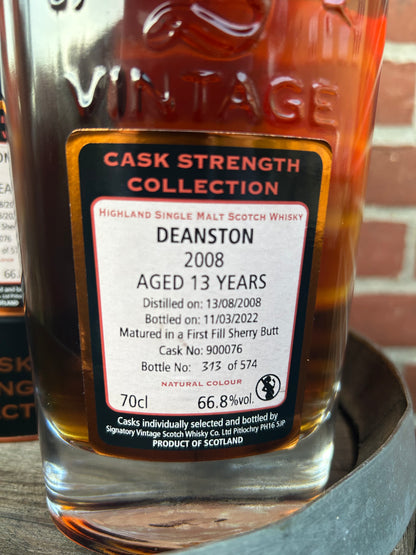 VINTAGE
CASK STRENGTH
COLLECTION
HIGHLAND SINGLE MALT SCOTCH WHISKY
DEANSTON
2008
AGED 13 YEARS
Distilled on: 13/08/2008
Bottled on: 11/03/2022
Matured in a First Fill Sherry Butt
Cask No: 900076
Bottle No: 313 of 574
NATURAL COLOUR
70cl 66.8%vol.
Casks individually selected and bottled by
Signatory Vintage Scotch Whisky Co. Ltd Pitlochry PH16 5JP
PRODUCT OF SCOTLAND